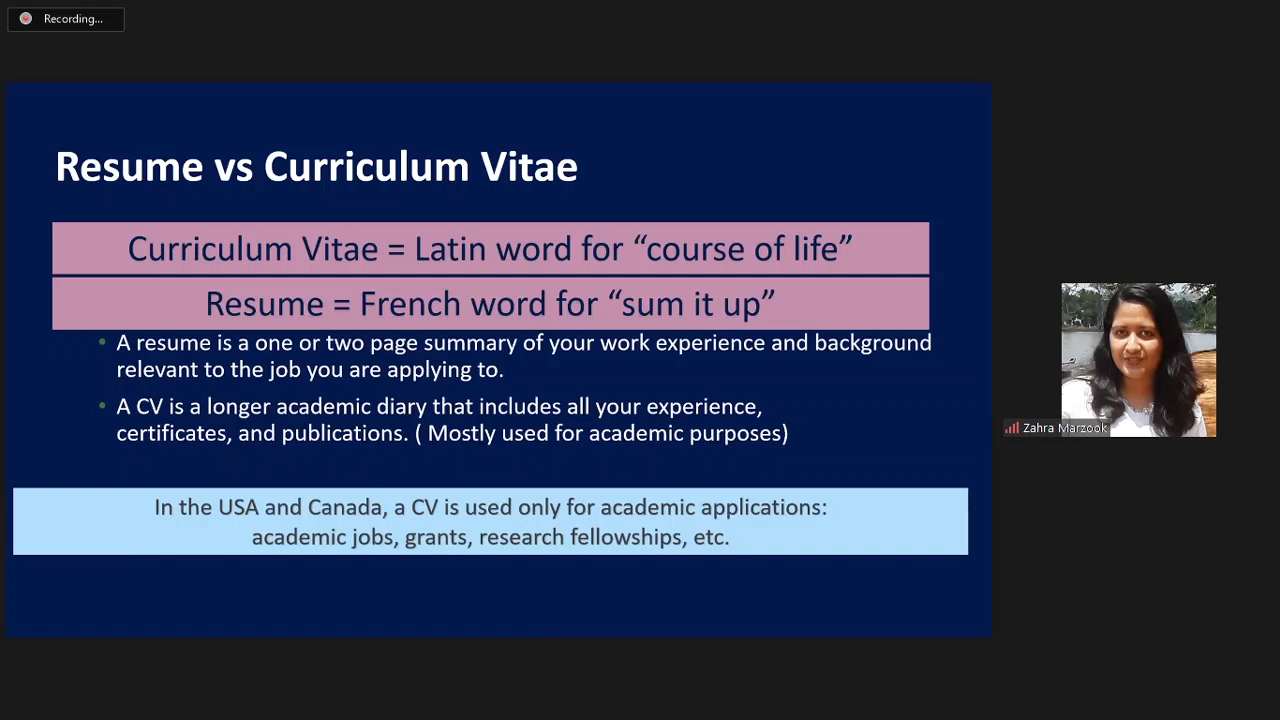 Recording...
Resume vs Curriculum Vitae
Curriculum Vitae = Latin word for “course of life”
Resume = French word for “sum it up”
• A resume is a one or two page summary of your work experience and background
relevant to the job you are applying to.
• A CV is a longer academic diary that includes all your experience,
certificates, and publications. ( Mostly used for academic purposes)
In the USA and Canada, a CV is used only for academic applications:
academic jobs, grants, research fellowships, etc.
Zahra Marzook